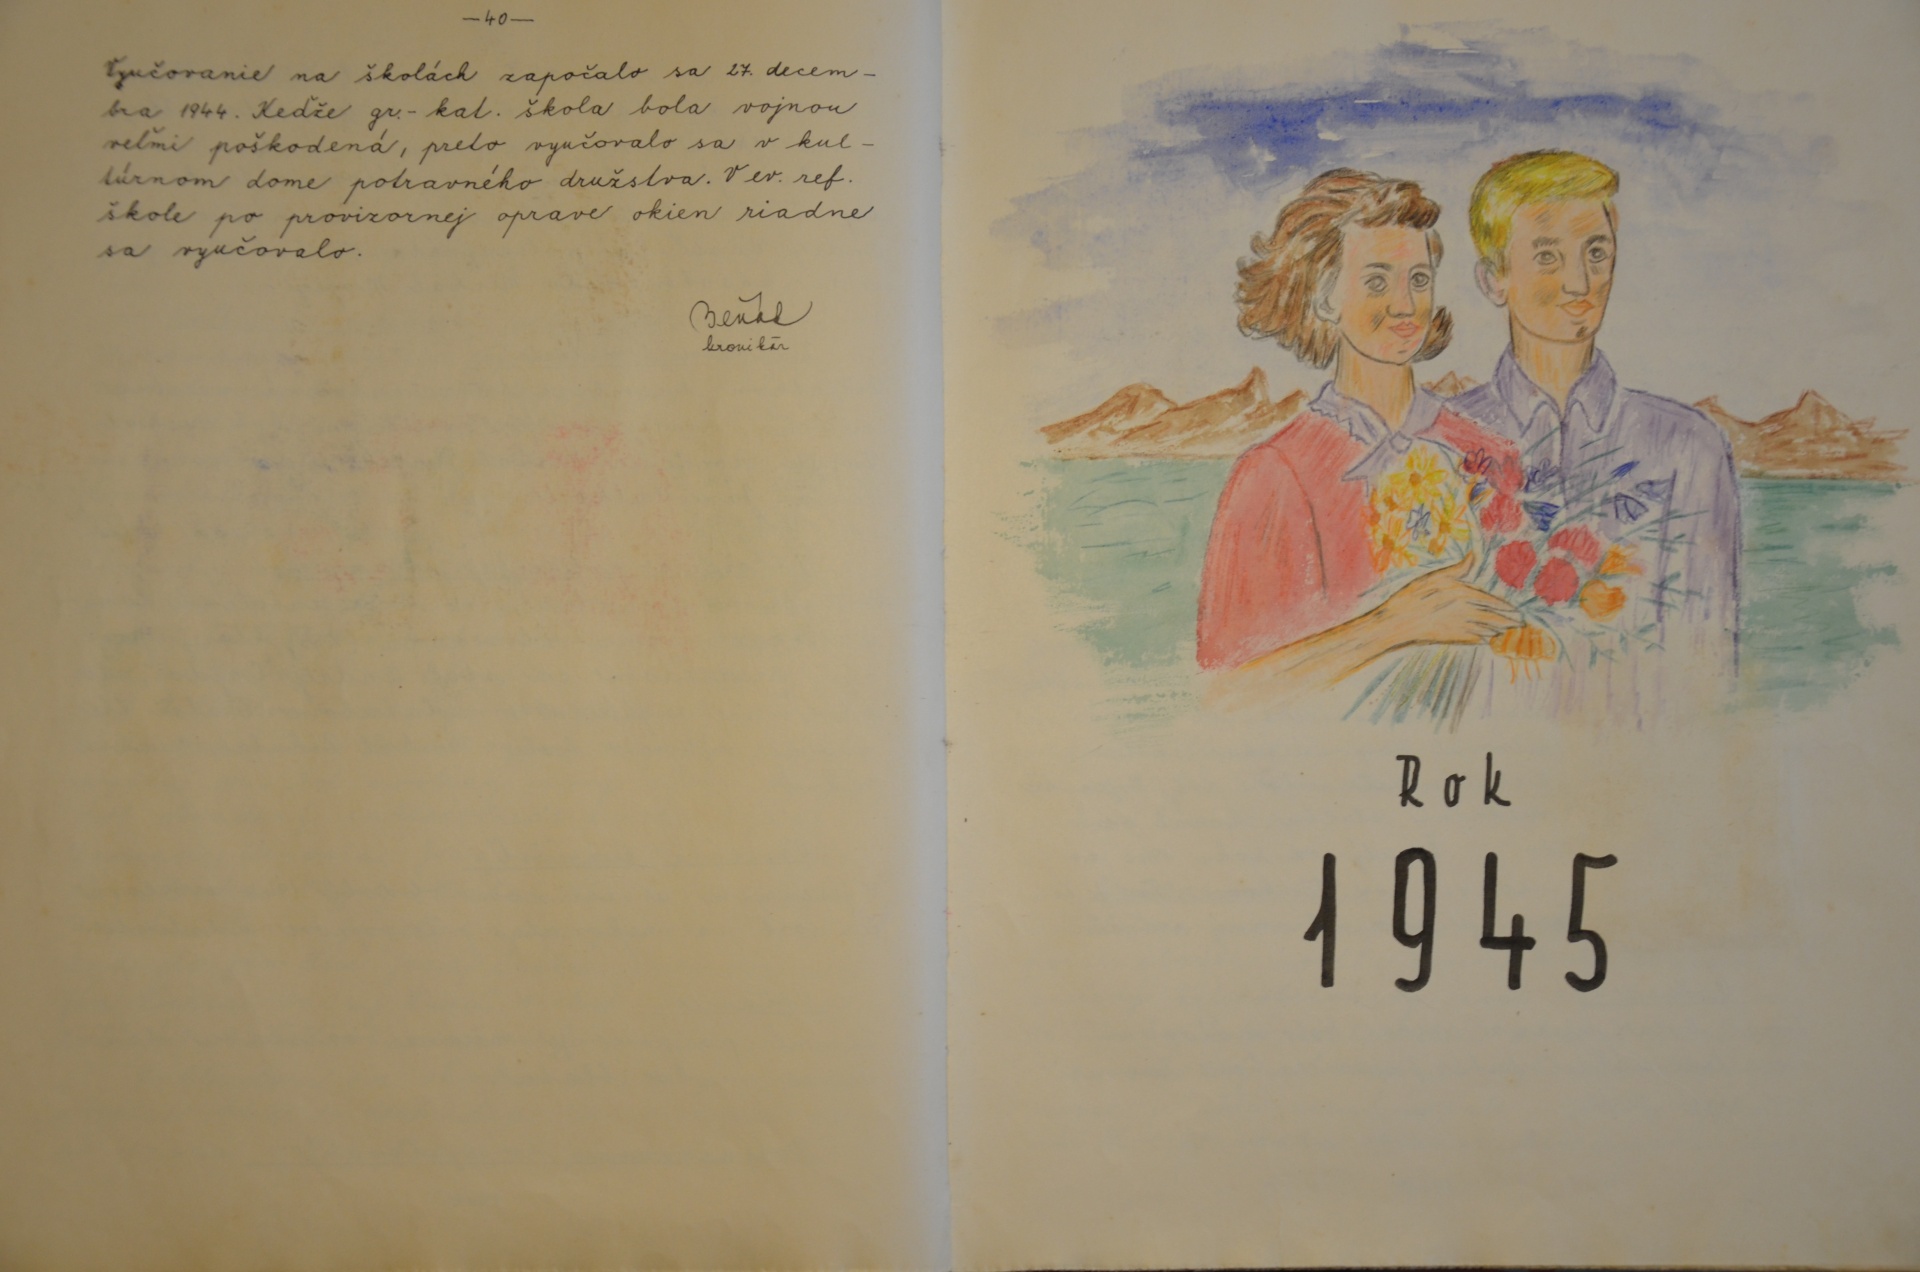 —40—
Vyučovanie na školách započalo sa 27. decem-
bra 1944. Keďže gr.-kat. škola bola vojnou
veľmi poškodená, preto vyučovalo sa v kul-
túrnom dome potravného družstva. V ev. ref.
škole po provizornej oprave okien riadne
sa vyučovalo.
kronikár
Rok
1945